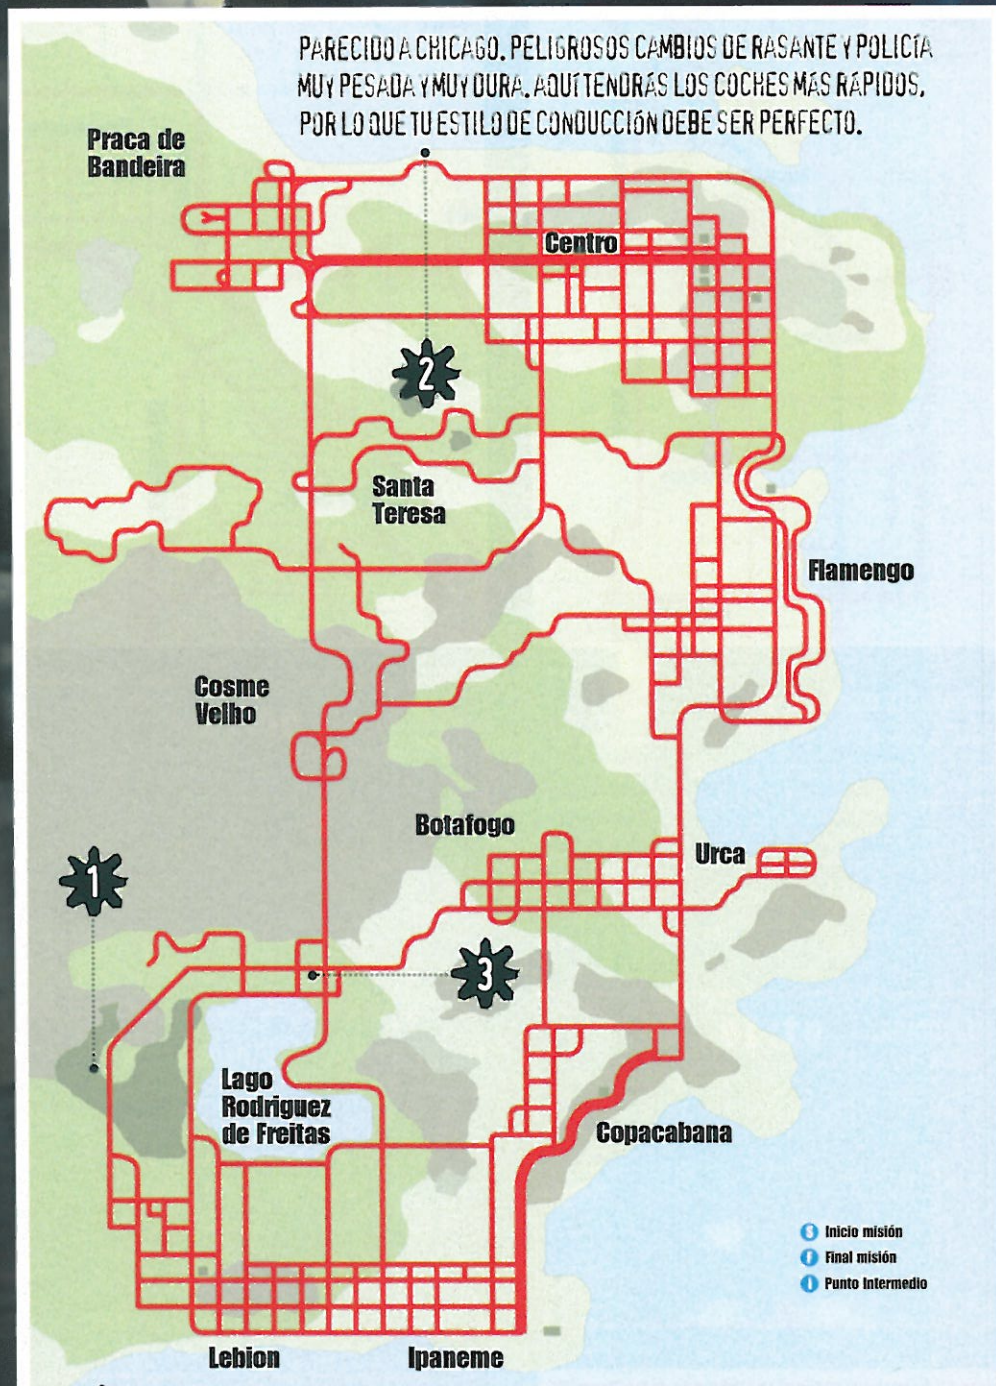 PARECIDO A CHICAGO. PELIGROSOS CAMBIOS DE RASANTE Y POLICÍA
MUY PESADA Y MUY DURA. AQUÍ TENDRÁS LOS COCHES MÁS RÁPIDOS,
POR LO QUE TU ESTILO DE CONDUCCIÓN DEBE SER PERFECTO.
Praca de
Bandeira
Centro
2
Santa
Teresa
Flamengo
Cosme
Velho
Botafogo
Urca
1
3
Lago
Rodriguez
de Freitas
Copacabana
S Inicio misión
F Final misión
I Punto Intermedio
Lebion
Ipaneme